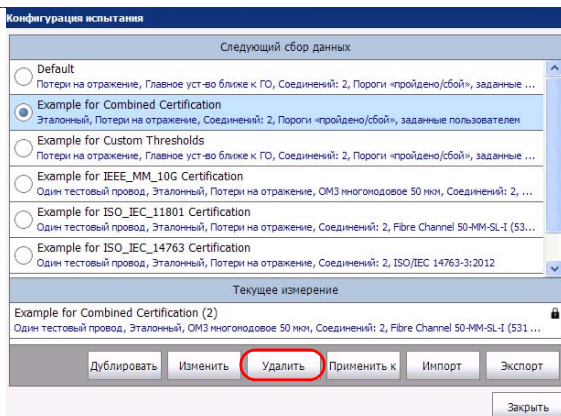 Конфигурация испытания
Следующий сбор данных
Default
Потери на отражение, Главное уст-во ближе к ГО, Соединений: 2, Пороги «пройдено/сбой», заданные ...
Example for Combined Certification
Эталонный, Потери на отражение, Соединений: 2, Пороги «пройдено/сбой», заданные пользователем
Example for Custom Thresholds
Потери на отражение, Главное уст-во ближе к ГО, Соединений: 2, Пороги «пройдено/сбой», заданные ...
Example for IEEE_MM_10G Certification
Один тестовый провод, Эталонный, Потери на отражение, OM3 многомодовое 50 мкм, Соединений: 2, ...
Example for ISO_IEC_11801 Certification
Один тестовый провод, Эталонный, Потери на отражение, Соединений: 2, Fibre Channel 50-MM-SL-I (53...
Example for ISO_IEC_14763 Certification
Один тестовый провод, Эталонный, Потери на отражение, Соединений: 2, ISO/IEC 14763-3:2012
Текущее измерение
Example for Combined Certification (2)
Один тестовый провод, Эталонный, OM3 многомодовое 50 мкм, Соединений: 2, Fibre Channel 50-MM-SL-I (531 ...
Дублировать Изменить Удалить Применить к Импорт Экспорт
Закрыть